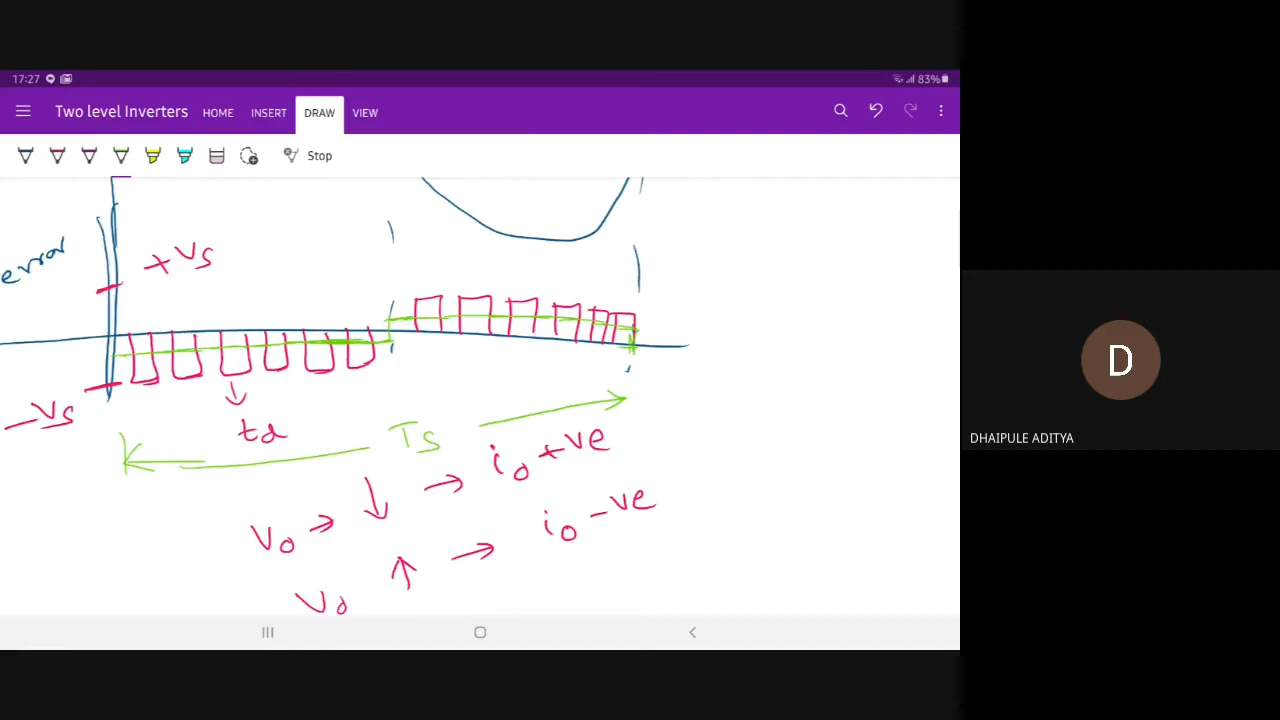 17:27 83%
Two level Inverters HOME INSERT DRAW VIEW
Stop
error
+Vs
-Vs
td
Ts
Vo → ↓ → io +ve
Vo ↑ → io -ve
D
DHAIPULE ADITYA